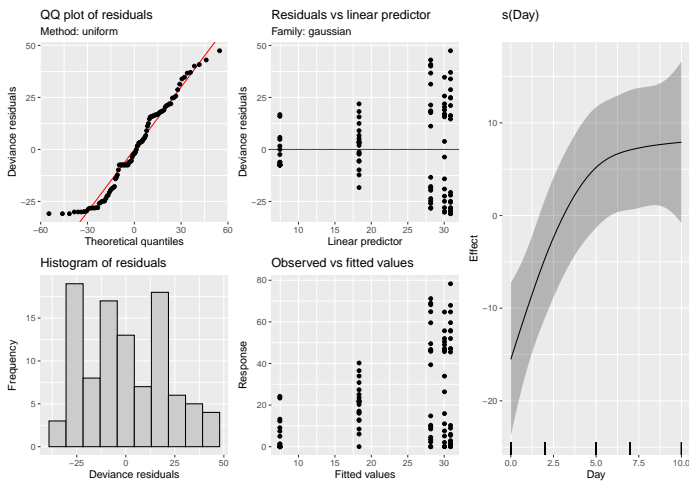 QQ plot of residuals
Method: uniform
50
25
0
−25
Deviance residuals
−60
−30
0
30
60
Theoretical quantiles
Residuals vs linear predictor
Family: gaussian
50
25
0
−25
Deviance residuals
10
15
20
25
30
Linear predictor
Histogram of residuals
15
10
5
0
Frequency
−25
0
25
50
Deviance residuals
Observed vs fitted values
80
60
40
20
0
Response
10
15
20
25
30
Fitted values
s(Day)
10
0
−10
−20
Effect
0.0
2.5
5.0
7.5
10.0
Day